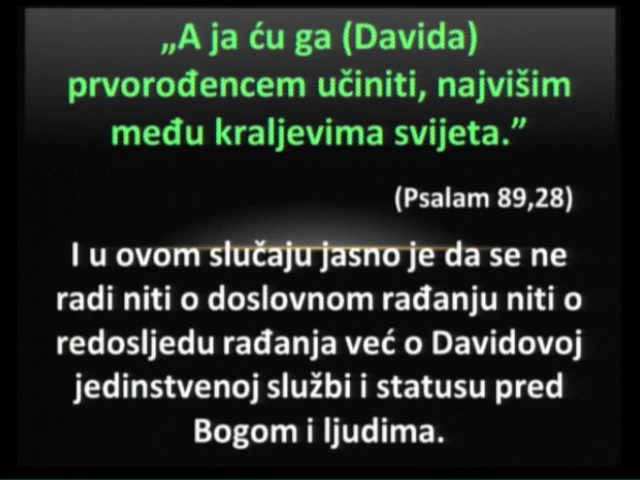 „A ja ću ga (Davida)
prvorođencem učiniti, najvišim
među kraljevima svijeta.”
(Psalam 89,28)
I u ovom slučaju jasno je da se ne
radi niti o doslovnom rađanju niti o
redosljedu rađanja već o Davidovoj
jedinstvenoj službi i statusu pred
Bogom i ljudima.